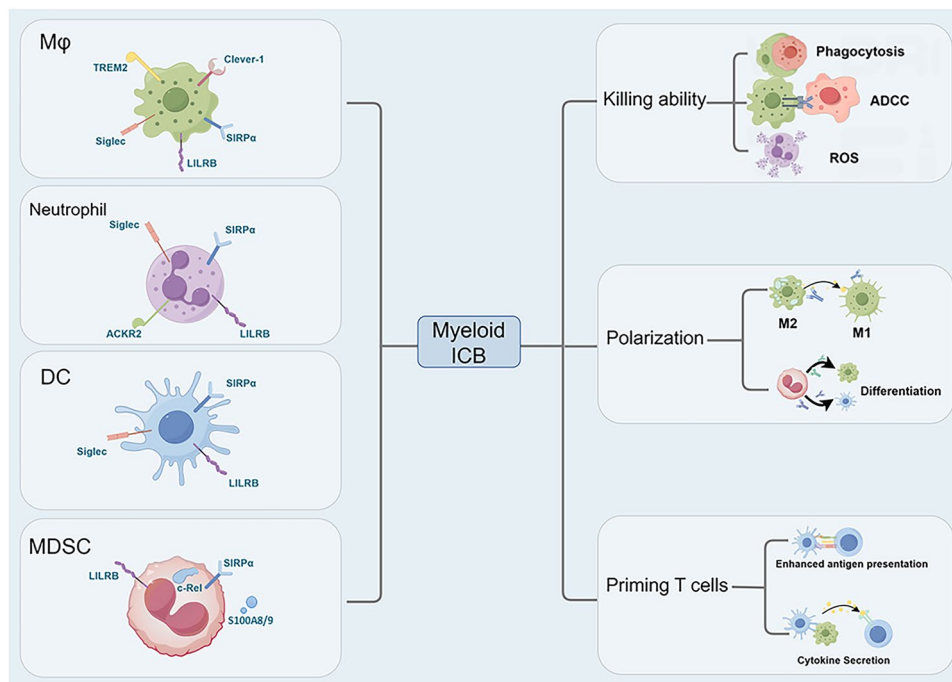 Mφ
TREM2
Clever-1
Siglec
SIRPα
LILRB
Neutrophil
Siglec
SIRPα
ACKR2
LILRB
DC
SIRPα
Siglec
LILRB
MDSC
LILRB
c-Rel
SIRPα
S100A8/9
Myeloid
ICB
Killing ability
Phagocytosis
ADCC
ROS
Polarization
M2
M1
Differentiation
Priming T cells
Enhanced antigen presentation
Cytokine Secretion